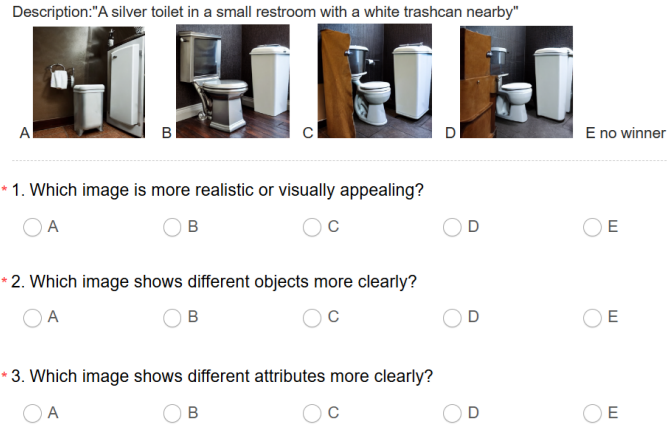 Description:"A silver toilet in a small restroom with a white trashcan nearby"
A B C D E no winner
* 1. Which image is more realistic or visually appealing?
A B C D E
* 2. Which image shows different objects more clearly?
A B C D E
* 3. Which image shows different attributes more clearly?
A B C D E